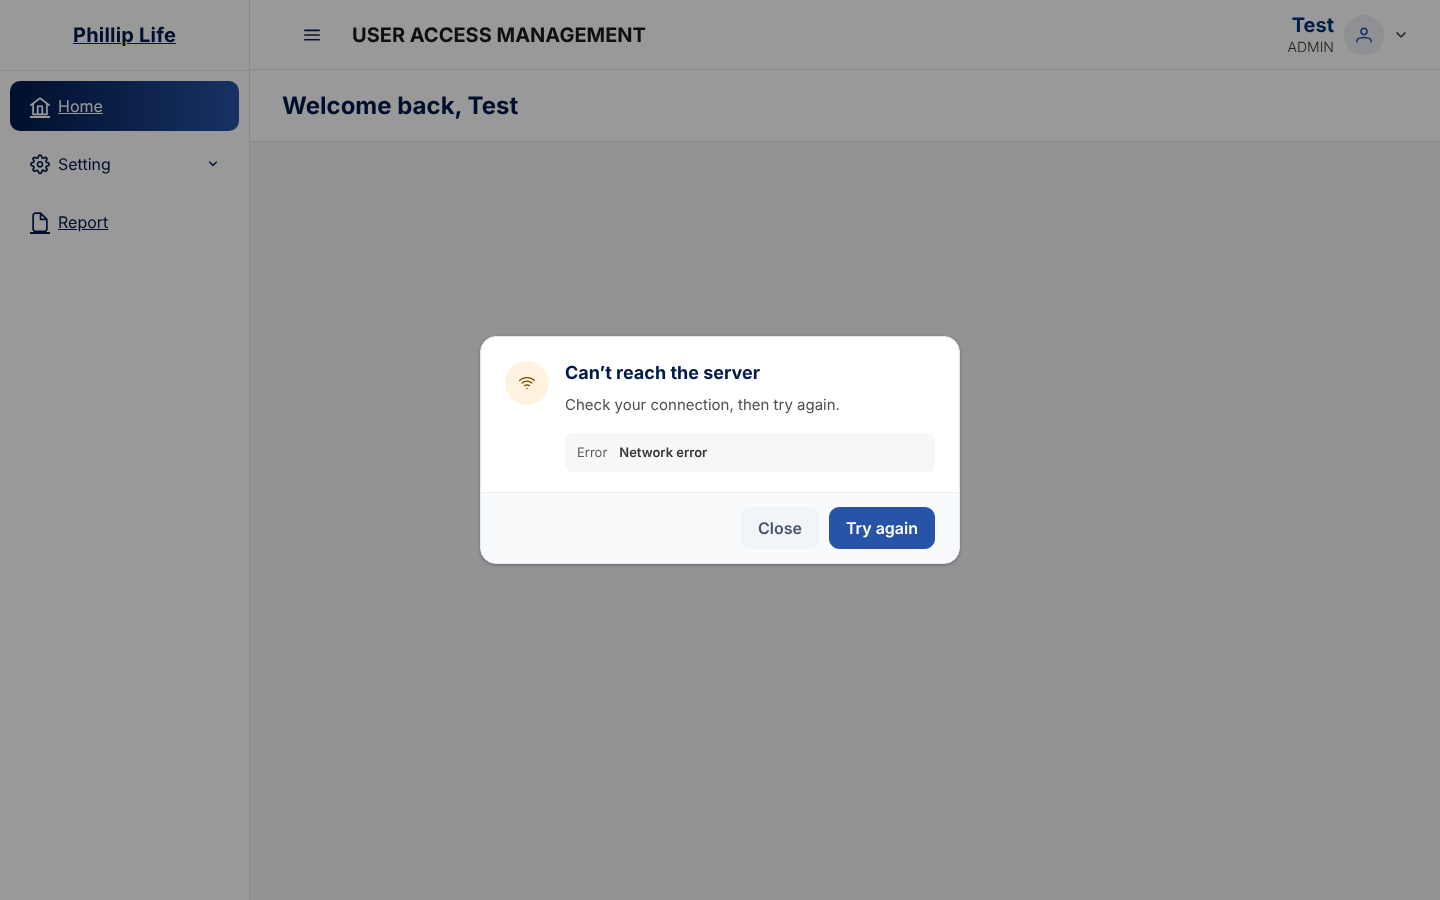 Phillip Life
USER ACCESS MANAGEMENT
Test
ADMIN
Home
Setting
Report
Welcome back, Test
Can’t reach the server
Check your connection, then try again.
Error Network error
Close
Try again